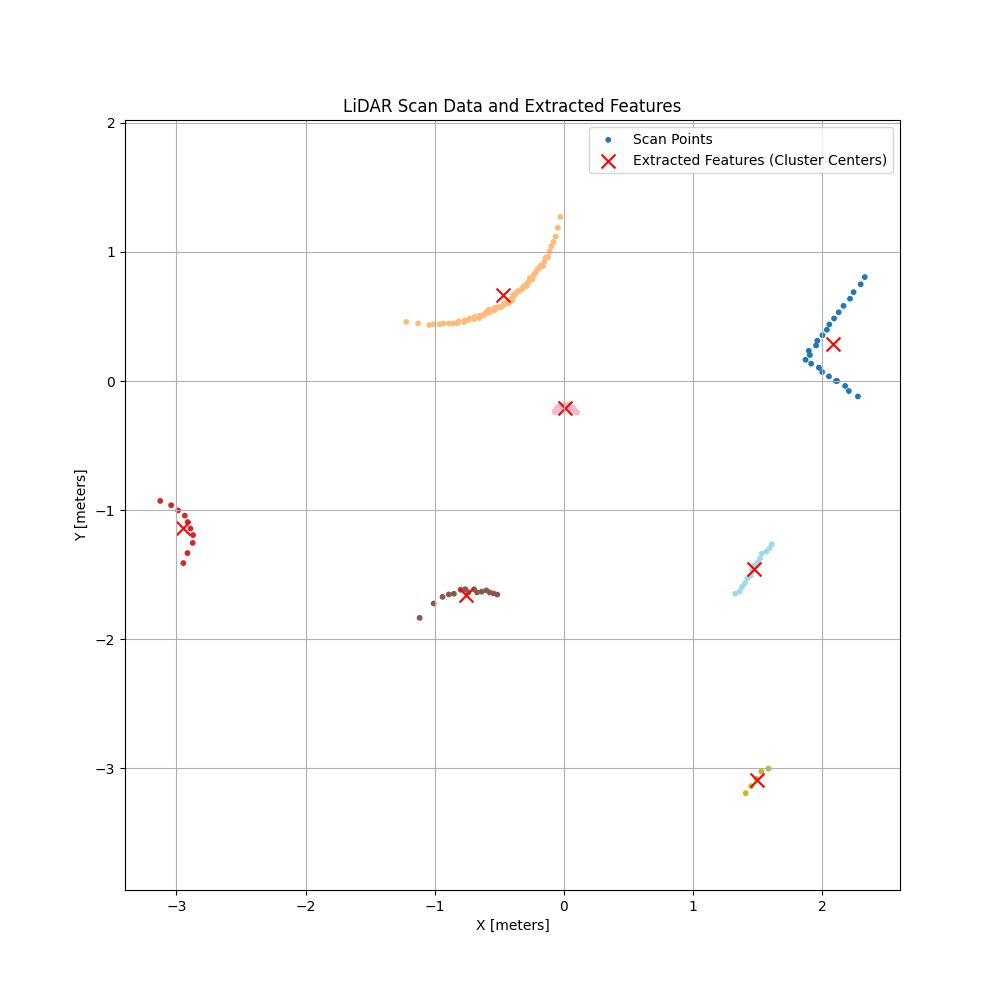 LiDAR Scan Data and Extracted Features
Scan Points
Extracted Features (Cluster Centers)
2
1
0
−1
−2
−3
Y [meters]
−3
−2
−1
0
1
2
X [meters]